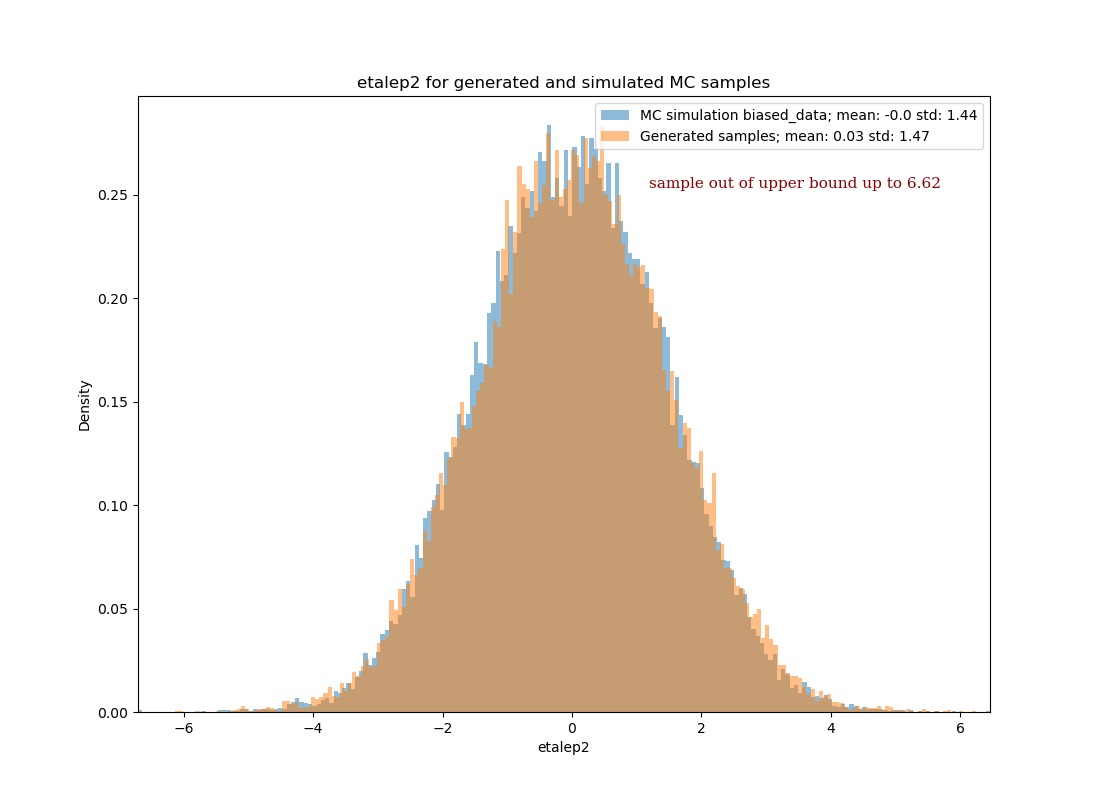 etalep2 for generated and simulated MC samples
MC simulation biased_data; mean: -0.0 std: 1.44
Generated samples; mean: 0.03 std: 1.47
sample out of upper bound up to 6.62
0.25
0.20
0.15
0.10
0.05
0.00
Density
−6
−4
−2
0
2
4
6
etalep2